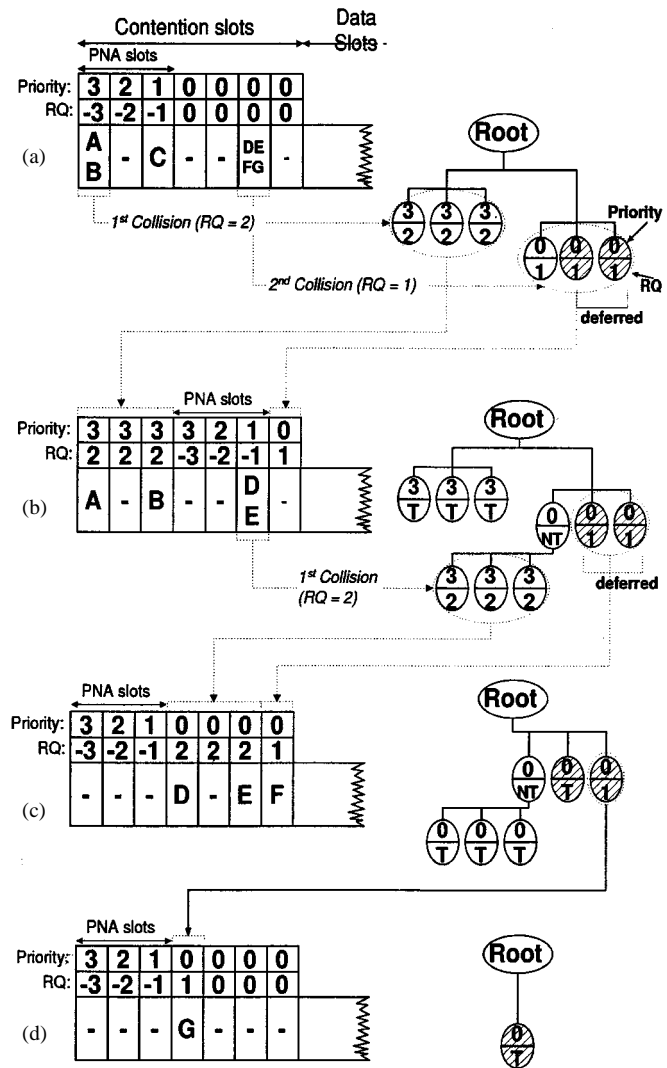 Contention slots
Data
Slots
PNA slots
Priority: 3 2 1 0 0 0 0
RQ: -3 -2 -1 0 0 0 0
(a) A B - C - - DE FG -
Root
1st Collision (RQ = 2)
3 2 3 2 3 2
Priority
0 1 0 1 0 1
RQ
2nd Collision (RQ = 1)
deferred
PNA slots
Priority: 3 3 3 3 2 1 0
RQ: 2 2 2 -3 -2 -1 1
(b) A - B - - D E -
Root
3 T 3 T 3 T
0 NT 0 1 0 1
deferred
1st Collision
(RQ = 2)
3 2 3 2 3 2
PNA slots
Priority: 3 2 1 0 0 0 0
RQ: -3 -2 -1 2 2 2 1
(c) - - - D - E F
Root
0 NT 0 T 0 1
0 T 0 T 0 T
PNA slots
Priority: 3 2 1 0 0 0 0
RQ: -3 -2 -1 1 0 0 0
(d) - - - G - - -
Root
0 T